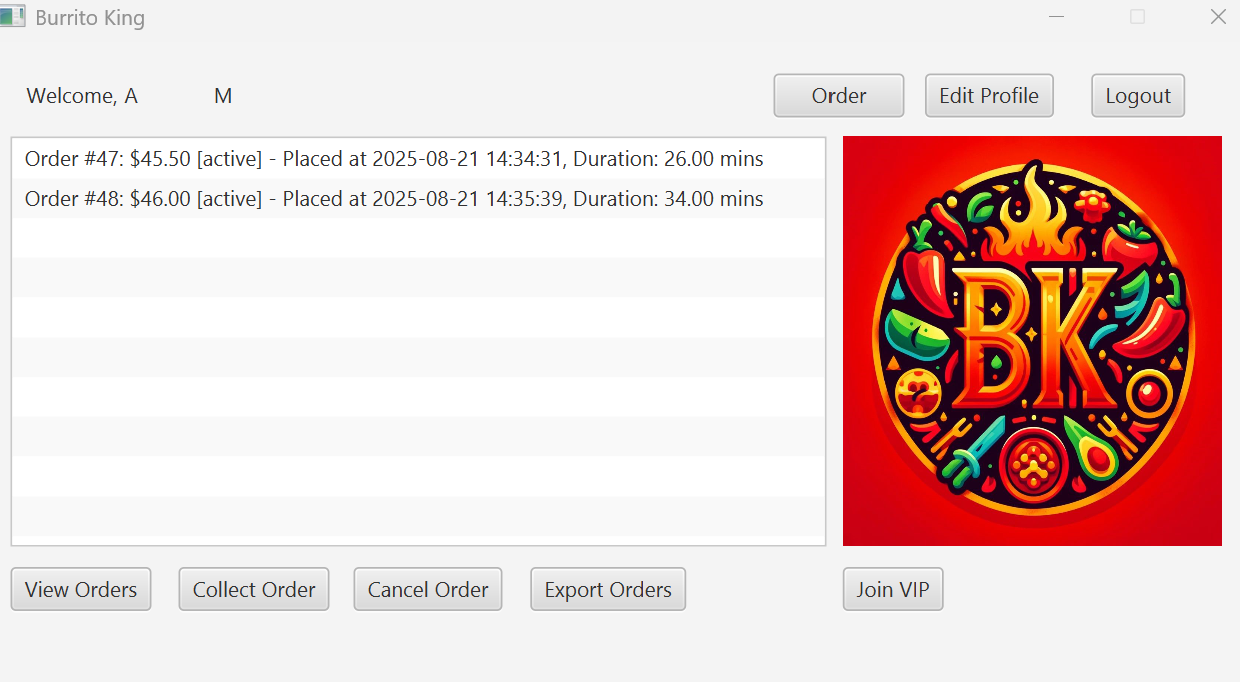 Burrito King
Welcome, A M
Order Edit Profile Logout
Order #47: $45.50 [active] - Placed at 2025-08-21 14:34:31, Duration: 26.00 mins
Order #48: $46.00 [active] - Placed at 2025-08-21 14:35:39, Duration: 34.00 mins
BK
View Orders Collect Order Cancel Order Export Orders Join VIP